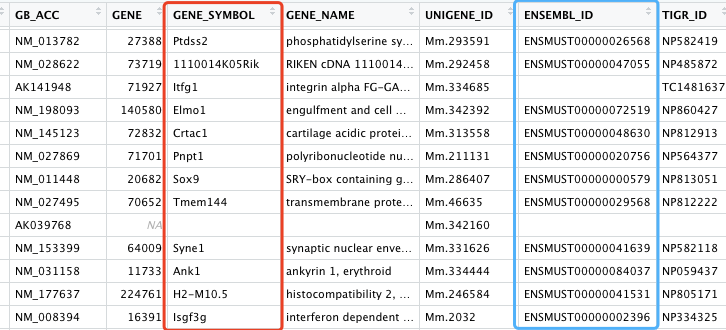 GB_ACC GENE GENE_SYMBOL GENE_NAME UNIGENE_ID ENSEMBL_ID TIGR_ID
NM_013782 27388 Ptdss2 phosphatidylserine sy... Mm.293591 ENSMUST00000026568 NP582419
NM_028622 73719 1110014K05Rik RIKEN cDNA 1110014... Mm.292458 ENSMUST00000047055 NP485872
AK141948 71927 Itfg1 integrin alpha FG-GA... Mm.334685 TC1481637
NM_198093 140580 Elmo1 engulfment and cell ... Mm.342392 ENSMUST00000072519 NP860427
NM_145123 72832 Crtac1 cartilage acidic protei... Mm.313558 ENSMUST00000048630 NP812913
NM_027869 71701 Pnpt1 polyribonucleotide nu... Mm.211131 ENSMUST00000020756 NP564377
NM_011448 20682 Sox9 SRY-box containing g... Mm.286407 ENSMUST00000000579 NP813051
NM_027495 70652 Tmem144 transmembrane prote... Mm.46635 ENSMUST00000029568 NP812222
AK039768 NA Mm.342160
NM_153399 64009 Syne1 synaptic nuclear enve... Mm.331626 ENSMUST00000041639 NP582118
NM_031158 11733 Ank1 ankyrin 1, erythroid Mm.334444 ENSMUST00000084037 NP059437
NM_177637 224761 H2-M10.5 histocompatibility 2, ... Mm.246584 ENSMUST00000041531 NP805171
NM_008394 16391 Isgf3g interferon dependent ... Mm.2032 ENSMUST00000002396 NP334325